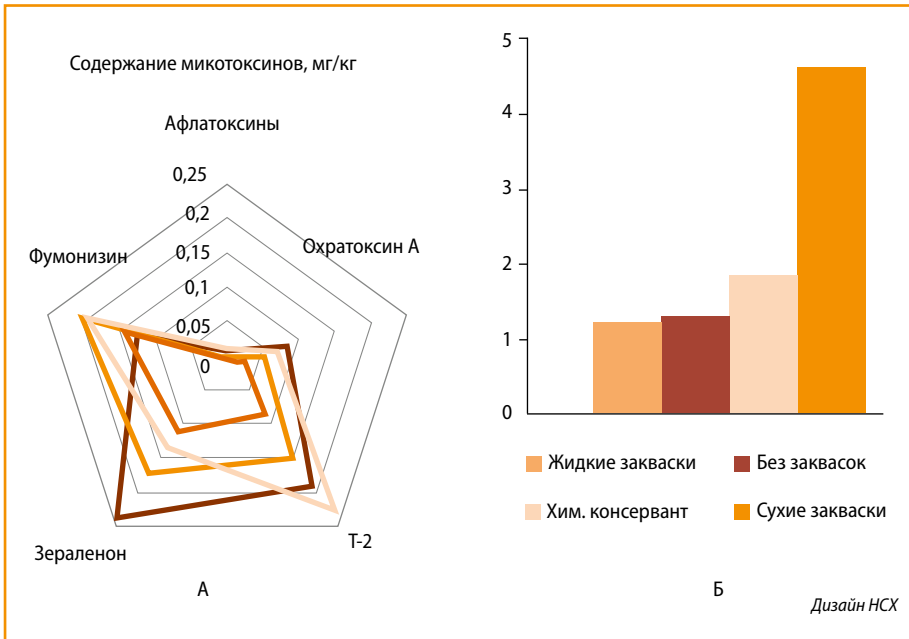 Содержание микотоксинов, мг/кг
Афлатоксины
0,25
0,2
0,15
0,1
0,05
0
Охратоксин А
Фумонизин
Зераленон
Т-2
А
5
4
3
2
1
0
Жидкие закваски
Без заквасок
Хим. консервант
Сухие закваски
Б
Дизайн НСХ